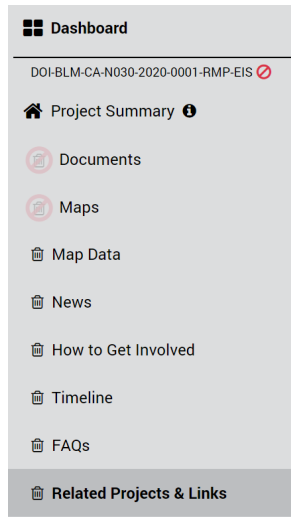 Dashboard
DOI-BLM-CA-N030-2020-0001-RMP-EIS
Project Summary
Documents
Maps
Map Data
News
How to Get Involved
Timeline
FAQs
Related Projects & Links